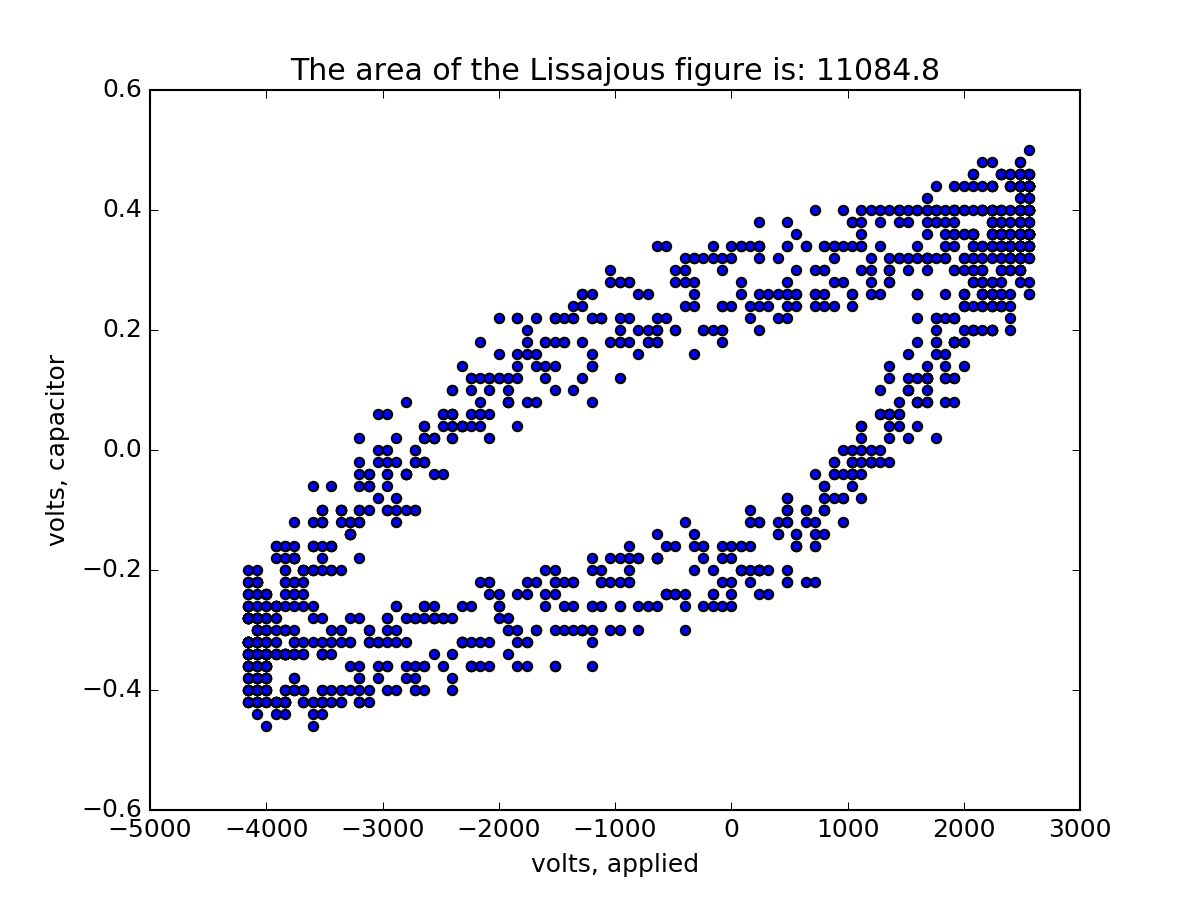 The area of the Lissajous figure is: 11084.8
0.6
0.4
0.2
0.0
−0.2
−0.4
−0.6
−5000 −4000 −3000 −2000 −1000 0 1000 2000 3000
volts, capacitor
volts, applied